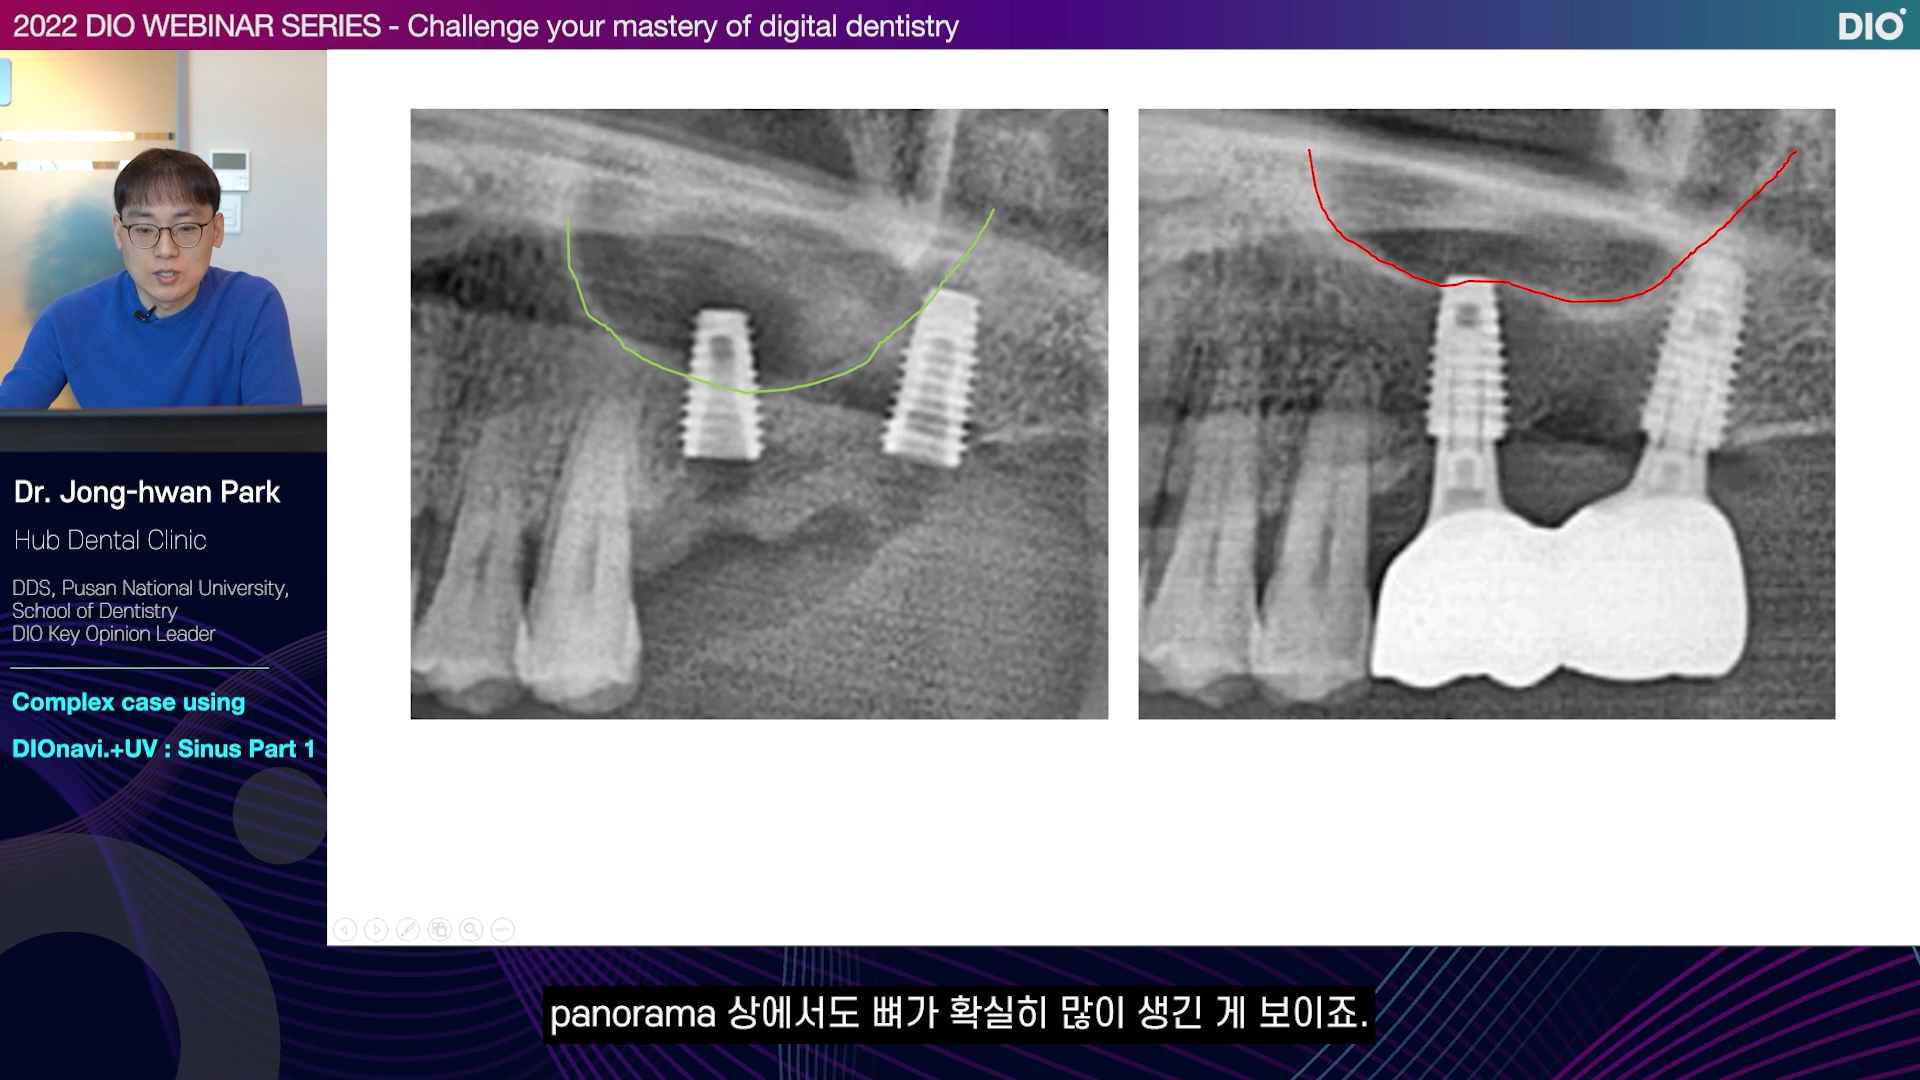 2022 DIO WEBINAR SERIES - Challenge your mastery of digital dentistry
DIO
Dr. Jong-hwan Park
Hub Dental Clinic
DDS, Pusan National University,
School of Dentistry
DIO Key Opinion Leader
Complex case using
DIOnavi.+UV : Sinus Part 1
panorama 상에서도 뼈가 확실히 많이 생긴 게 보이죠.